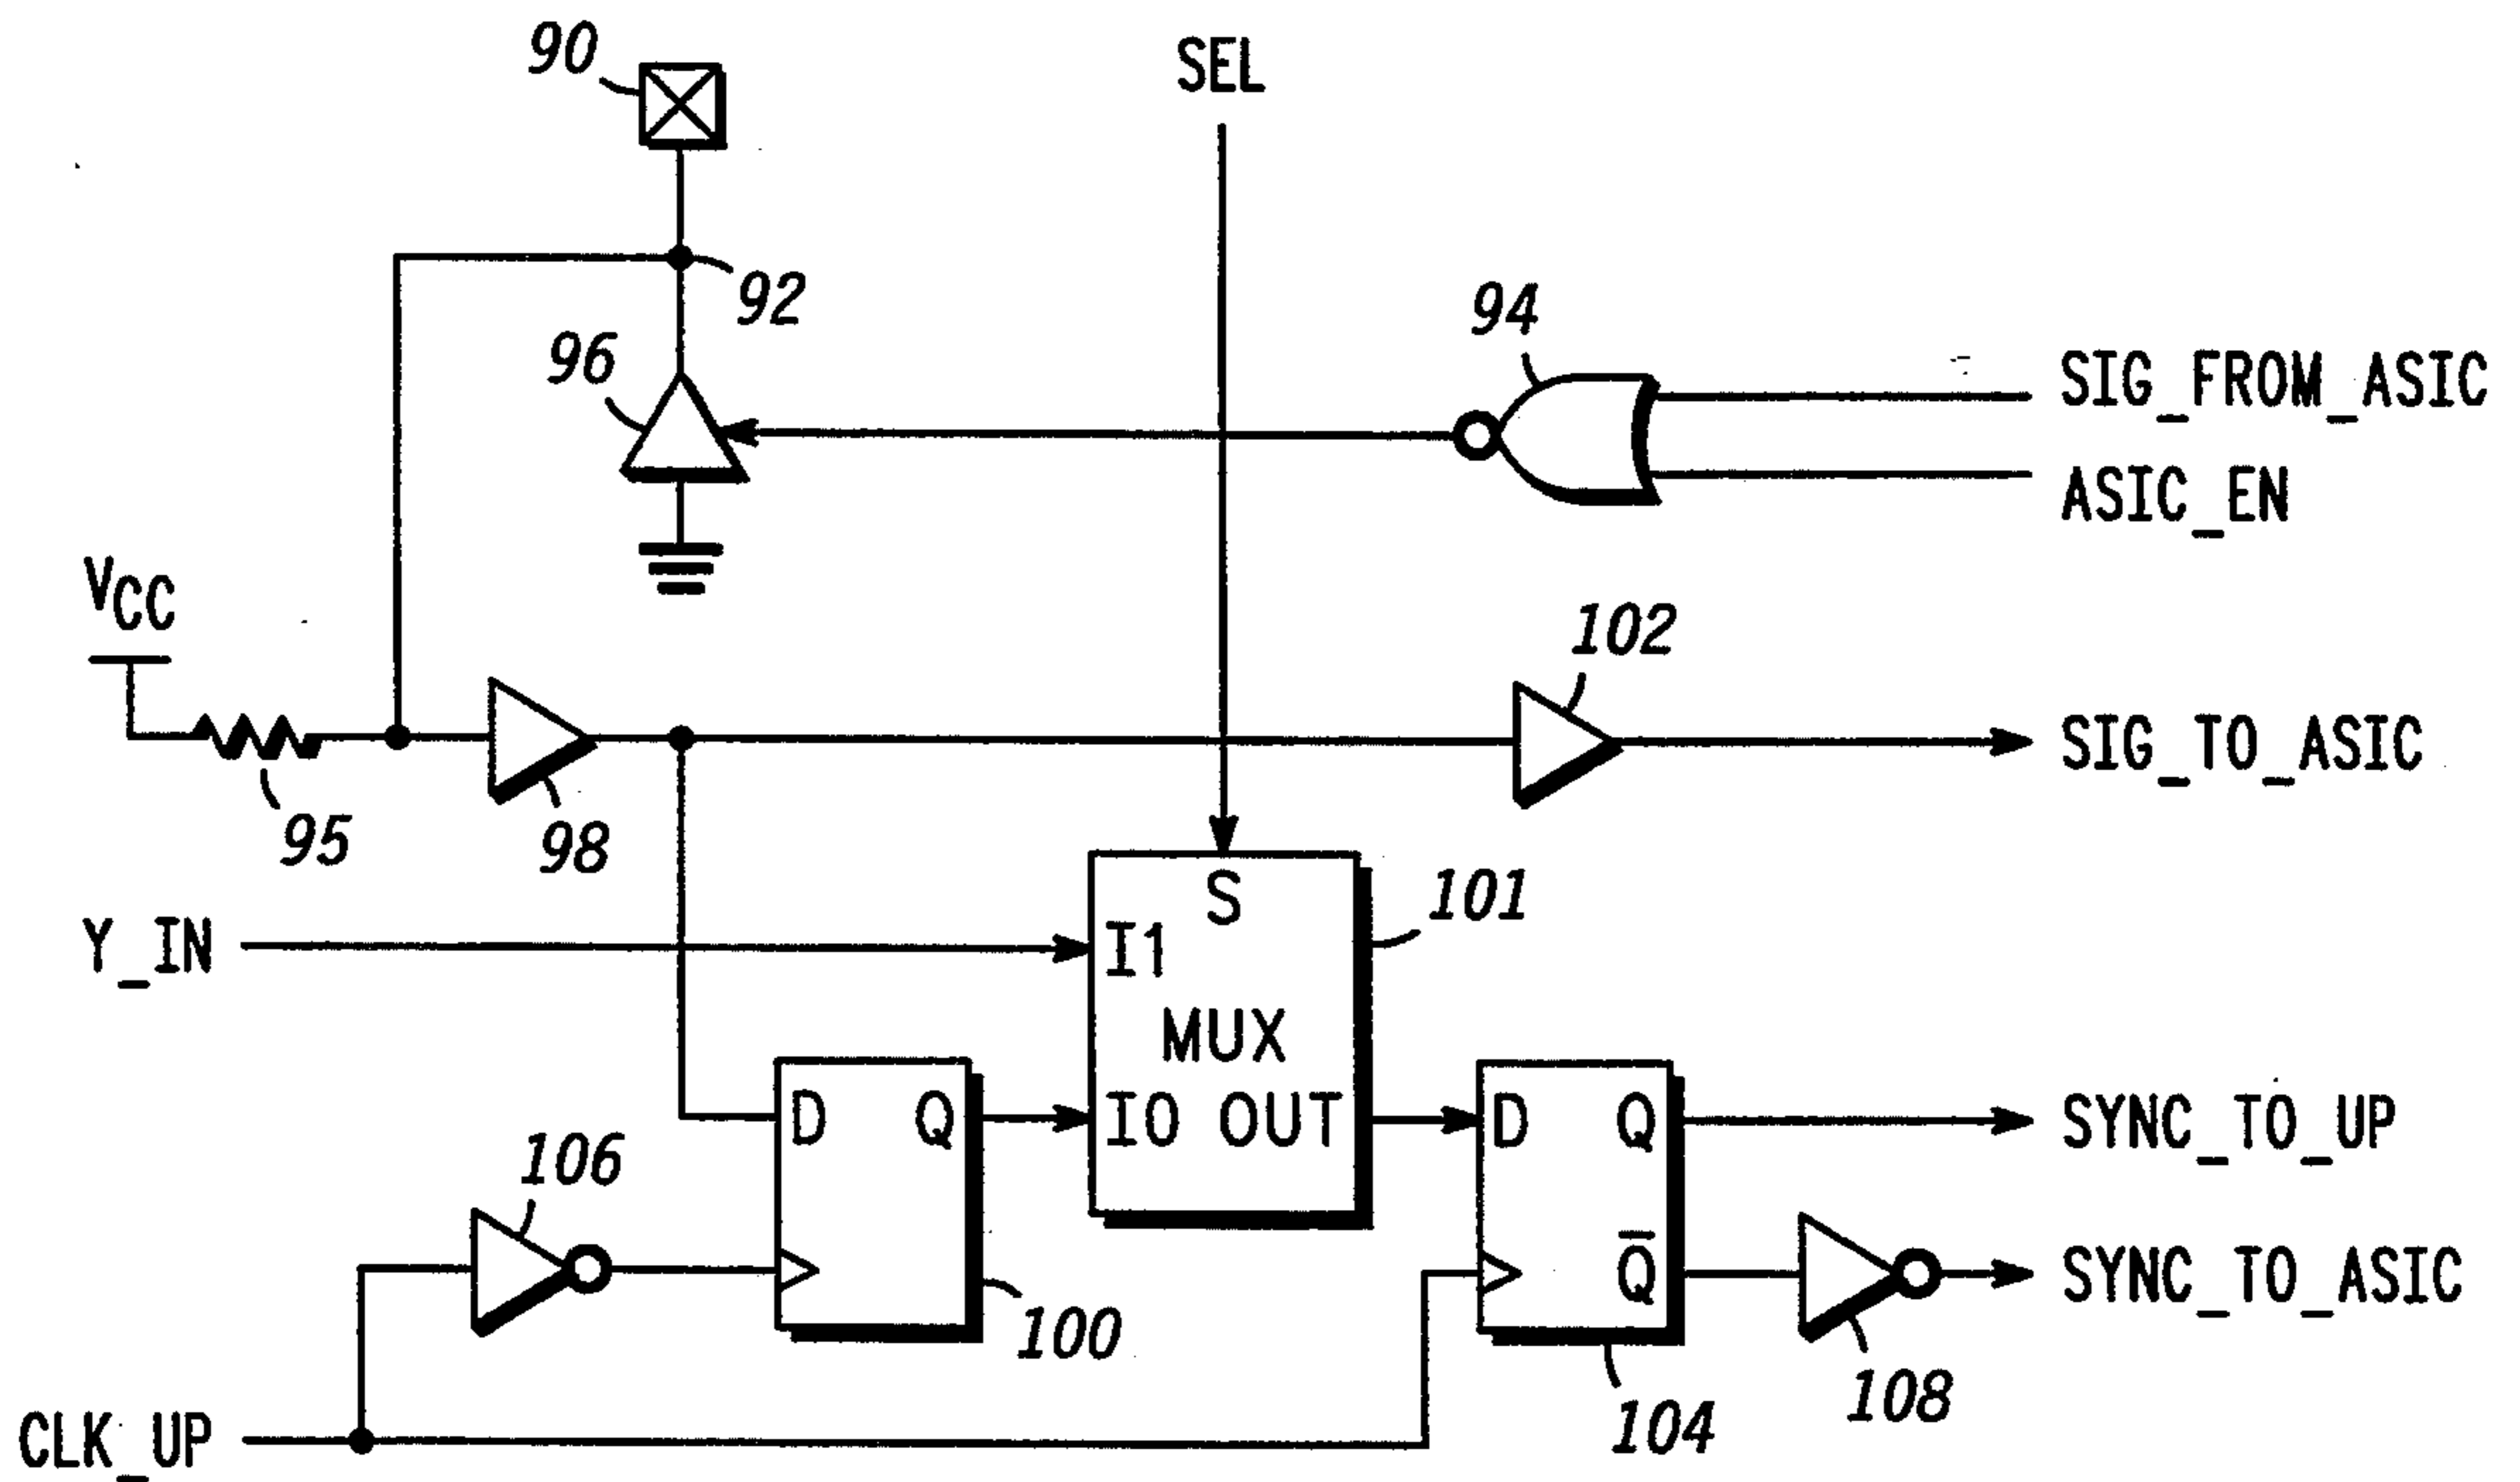 90
SEL
92
94
96
SIG_FROM_ASIC
ASIC_EN
VCC
102
SIG_TO_ASIC
95
98
101
Y_IN
S
I1
MUX
D Q
IO OUT
D Q
SYNC_TO_UP
106
Q̅
SYNC_TO_ASIC
100
108
104
CLK_UP